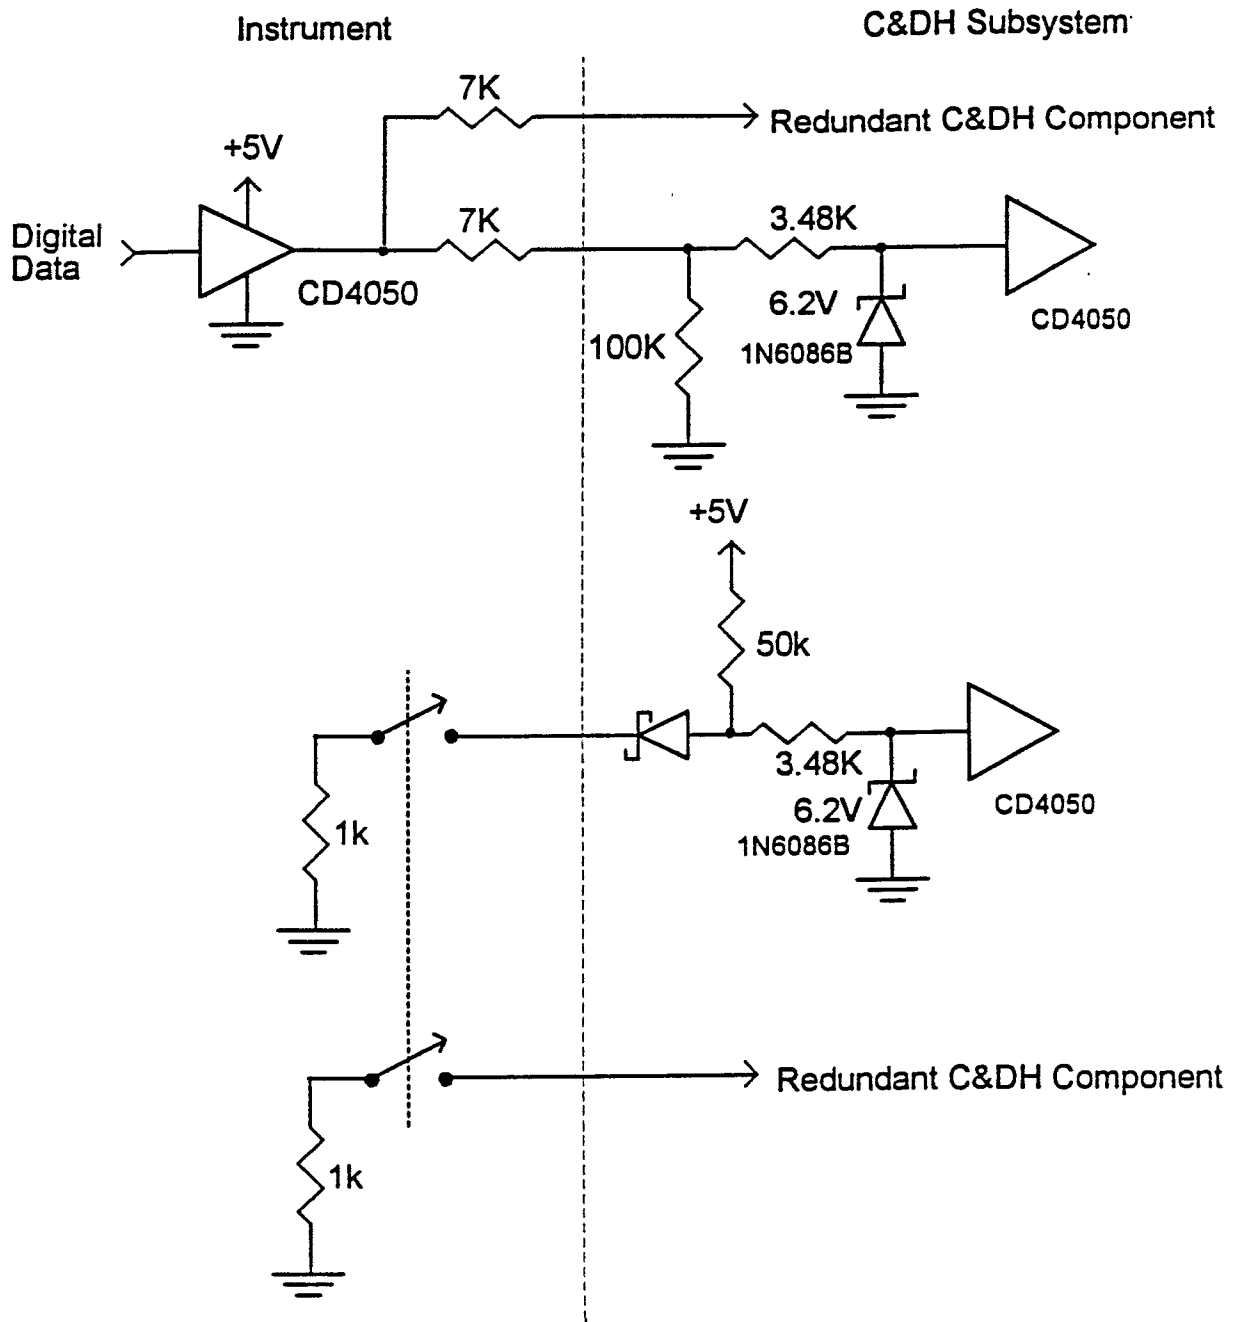 Instrument
C&DH Subsystem
7K
Redundant C&DH Component
+5V
Digital
Data
7K
3.48K
CD4050
6.2V
1N6086B
CD4050
100K
+5V
50k
3.48K
6.2V
1N6086B
CD4050
1k
Redundant C&DH Component
1k